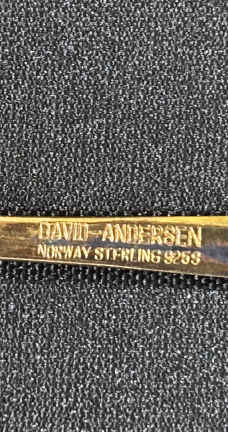 DAVID-ANDERSEN
NORWAY STERLING 925S